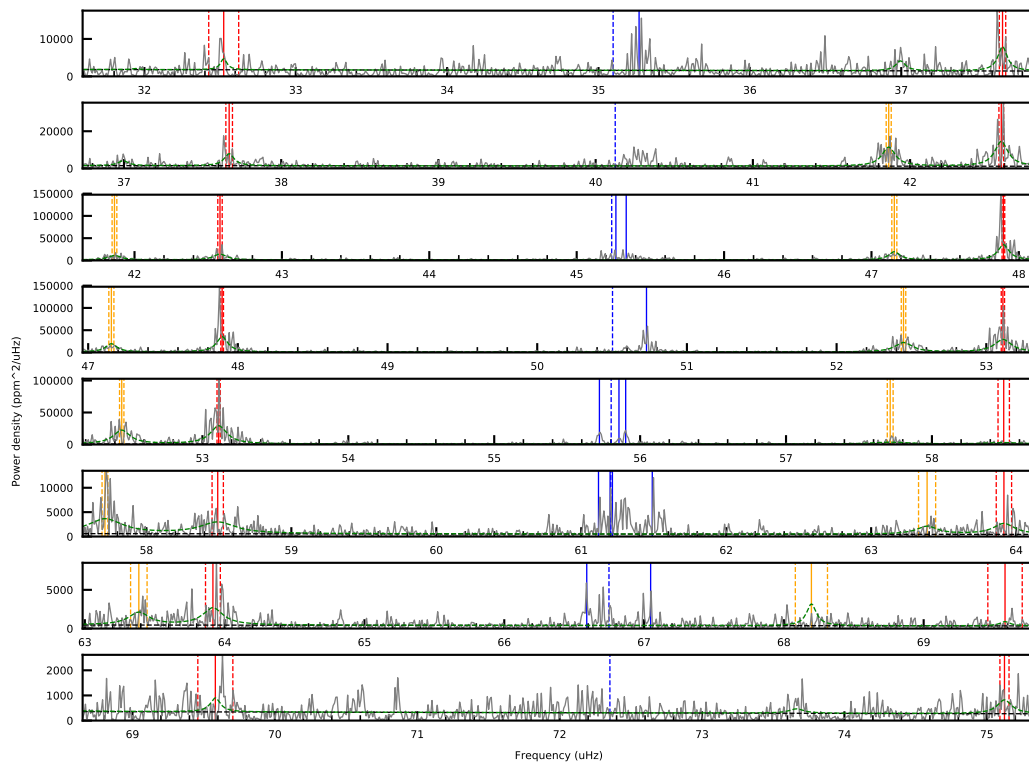 10000
0
32 33 34 35 36 37
20000
0
37 38 39 40 41 42
150000
100000
50000
0
42 43 44 45 46 47 48
150000
100000
50000
0
47 48 49 50 51 52 53
100000
50000
0
53 54 55 56 57 58
Power density (ppm^2/uHz)
10000
5000
0
58 59 60 61 62 63 64
5000
0
63 64 65 66 67 68 69
2000
1000
0
69 70 71 72 73 74 75
Frequency (uHz)